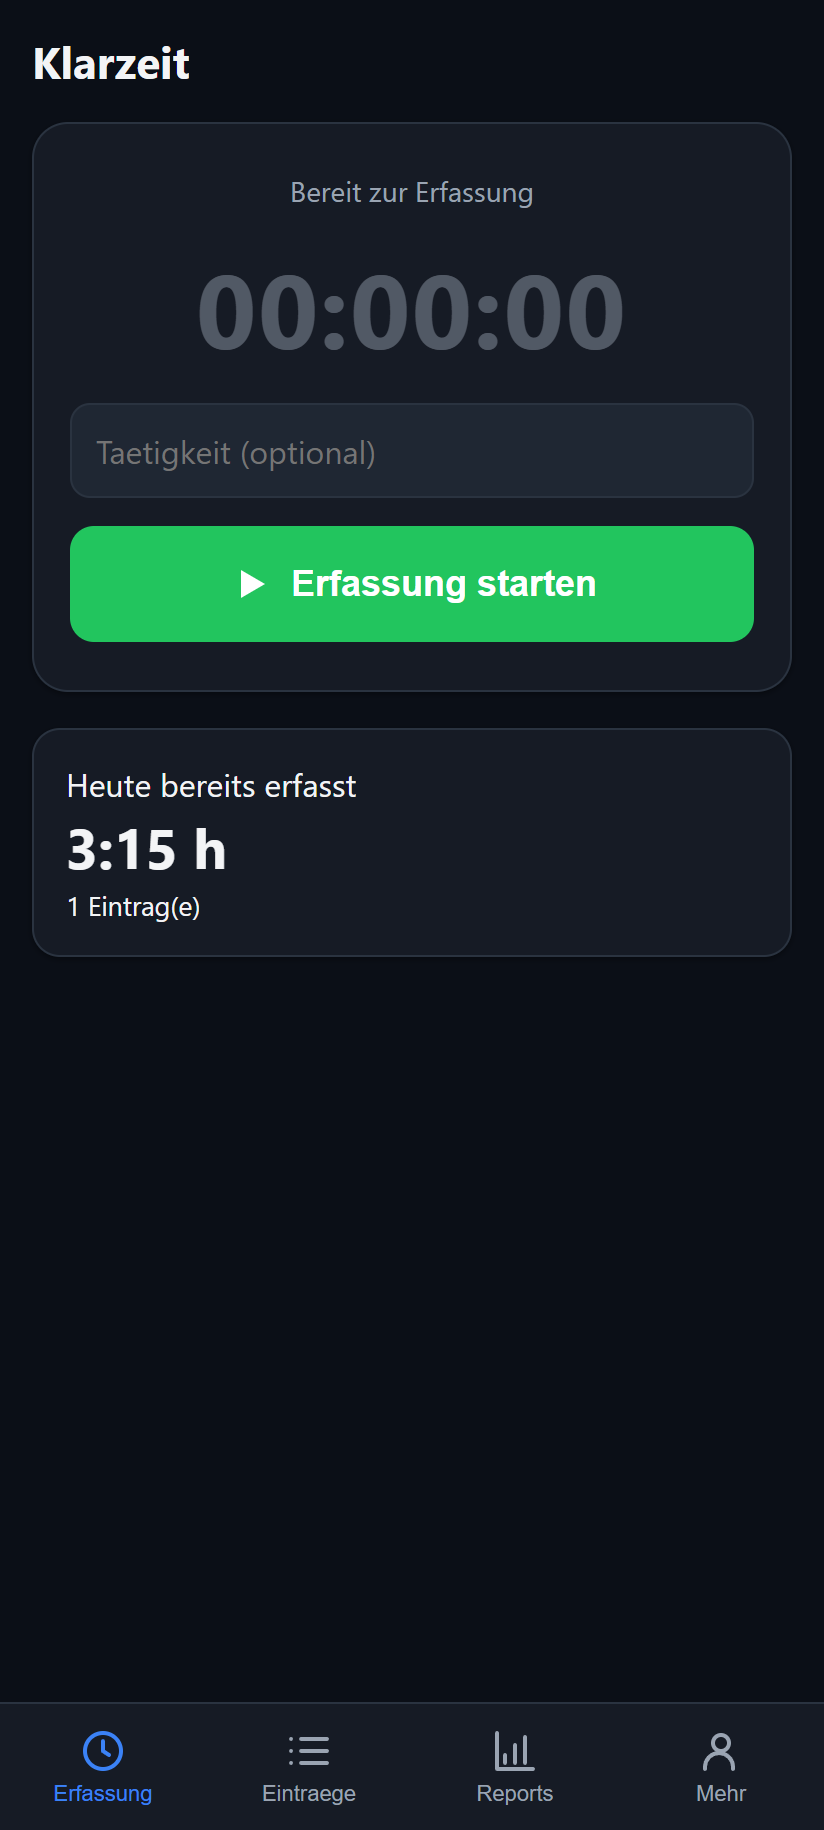 Klarzeit
Bereit zur Erfassung
00:00:00
Taetigkeit (optional)
Erfassung starten
Heute bereits erfasst
3:15 h
1 Eintrag(e)
Erfassung
Eintraege
Reports
Mehr